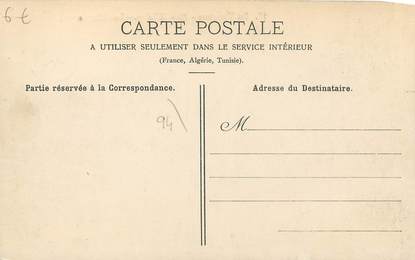 6 €
CARTE POSTALE
A UTILISER SEULEMENT DANS LE SERVICE INTÉRIEUR
(France, Algérie, Tunisie).
Partie réservée à la Correspondance.
Adresse du Destinataire.
94
M